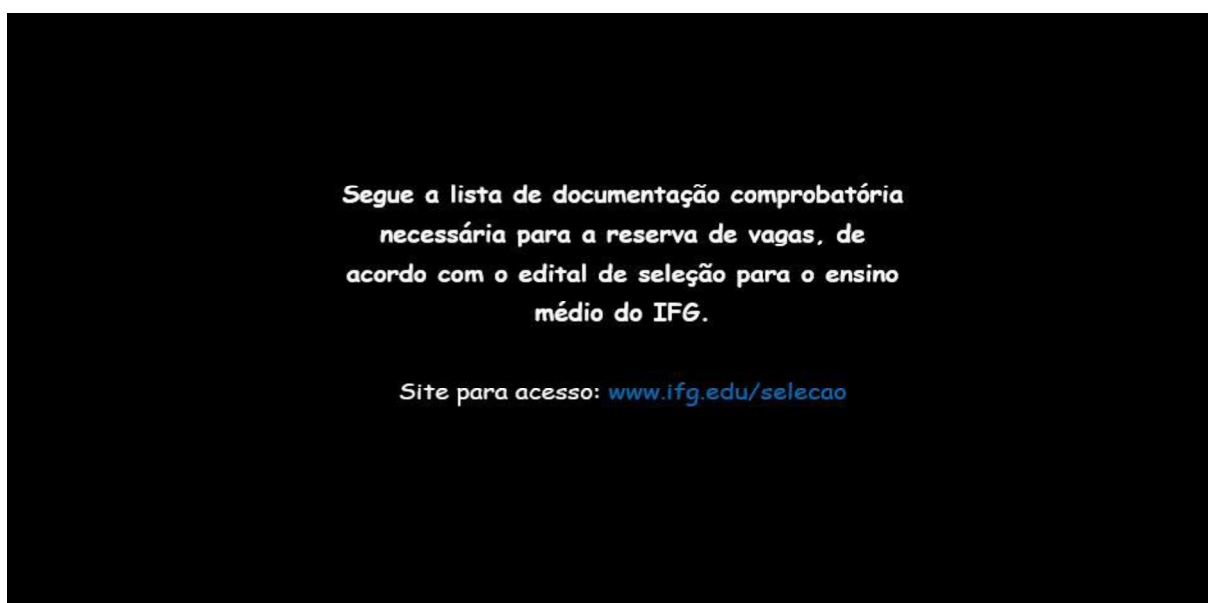 Segue a lista de documentação comprobatória
necessária para a reserva de vagas, de
acordo com o edital de seleção para o ensino
médio do IFG.
Site para acesso: www.ifg.edu/selecao